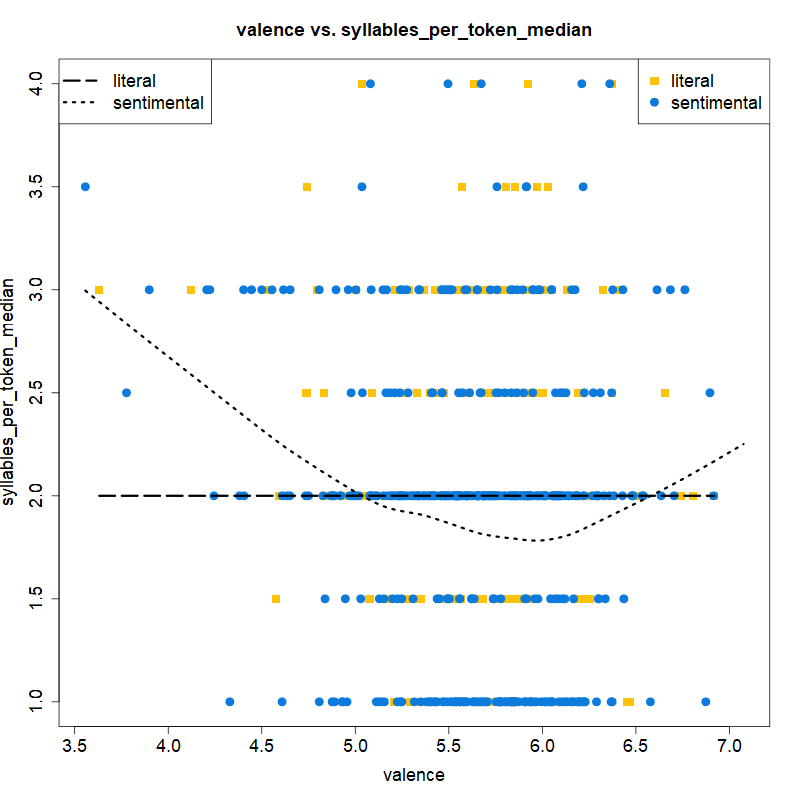 valence vs. syllables_per_token_median
literal
sentimental
literal
sentimental
syllables_per_token_median
4.0
3.5
3.0
2.5
2.0
1.5
1.0
3.5 4.0 4.5 5.0 5.5 6.0 6.5 7.0
valence